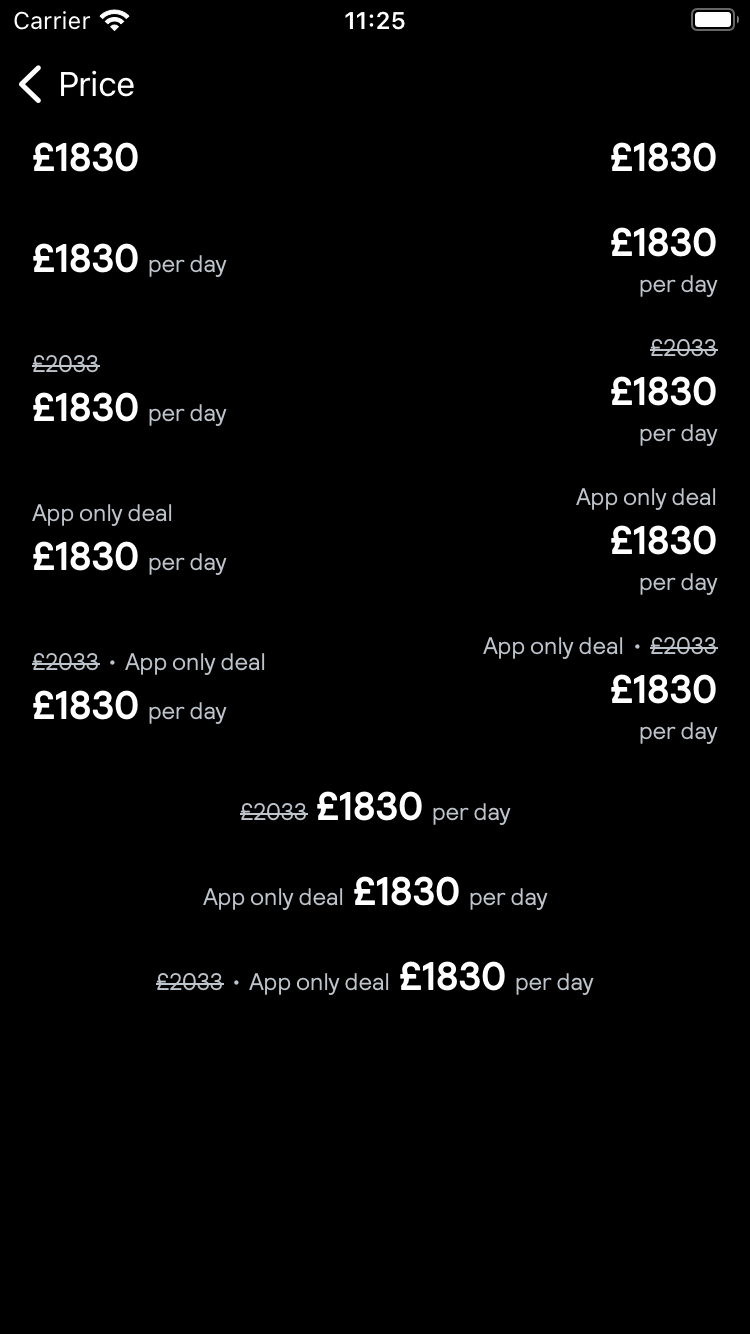 Carrier 11:25
Price
£1830 £1830
£1830 per day £1830
per day
£2033 £2033
£1830 per day £1830
per day
App only deal App only deal
£1830 per day £1830
per day
£2033 • App only deal App only deal • £2033
£1830 per day £1830
per day
£2033 £1830 per day
App only deal £1830 per day
£2033 • App only deal £1830 per day